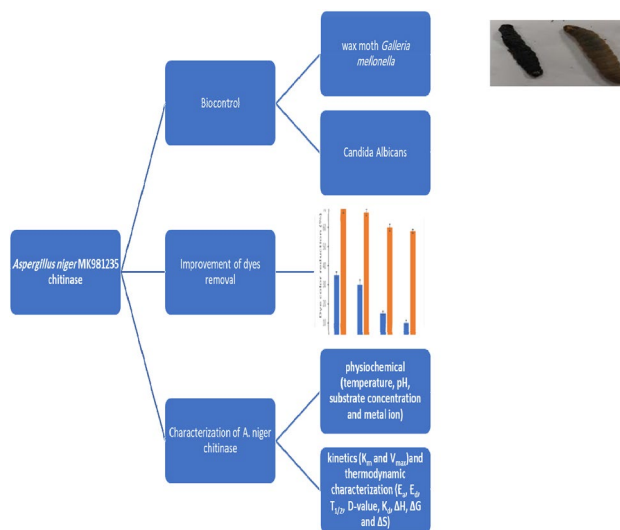 wax moth Galleria
mellonella
Biocontrol
Candida Albicans
Aspergillus niger MK981235
chitinase
Improvement of dyes
removal
physiochemical
(temperature, pH,
substrate concentration
and metal ion)
Characterization of A. niger
chitinase
kinetics (Km and Vmax)and
thermodynamic
characterization (Ea, Ed,
T1/2, D-value, Kd, ΔH, ΔG
and ΔS)